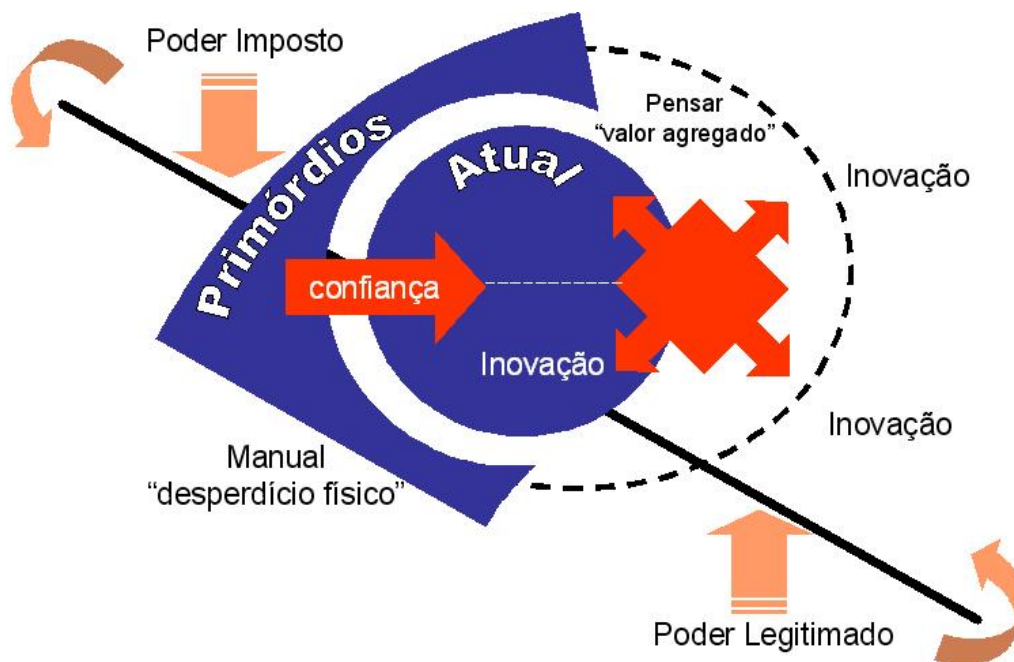 Poder Imposto
Primórdios
Atual
Pensar
“valor agregado”
Inovação
confiança
Inovação
Inovação
Manual
“desperdício físico”
Poder Legitimado